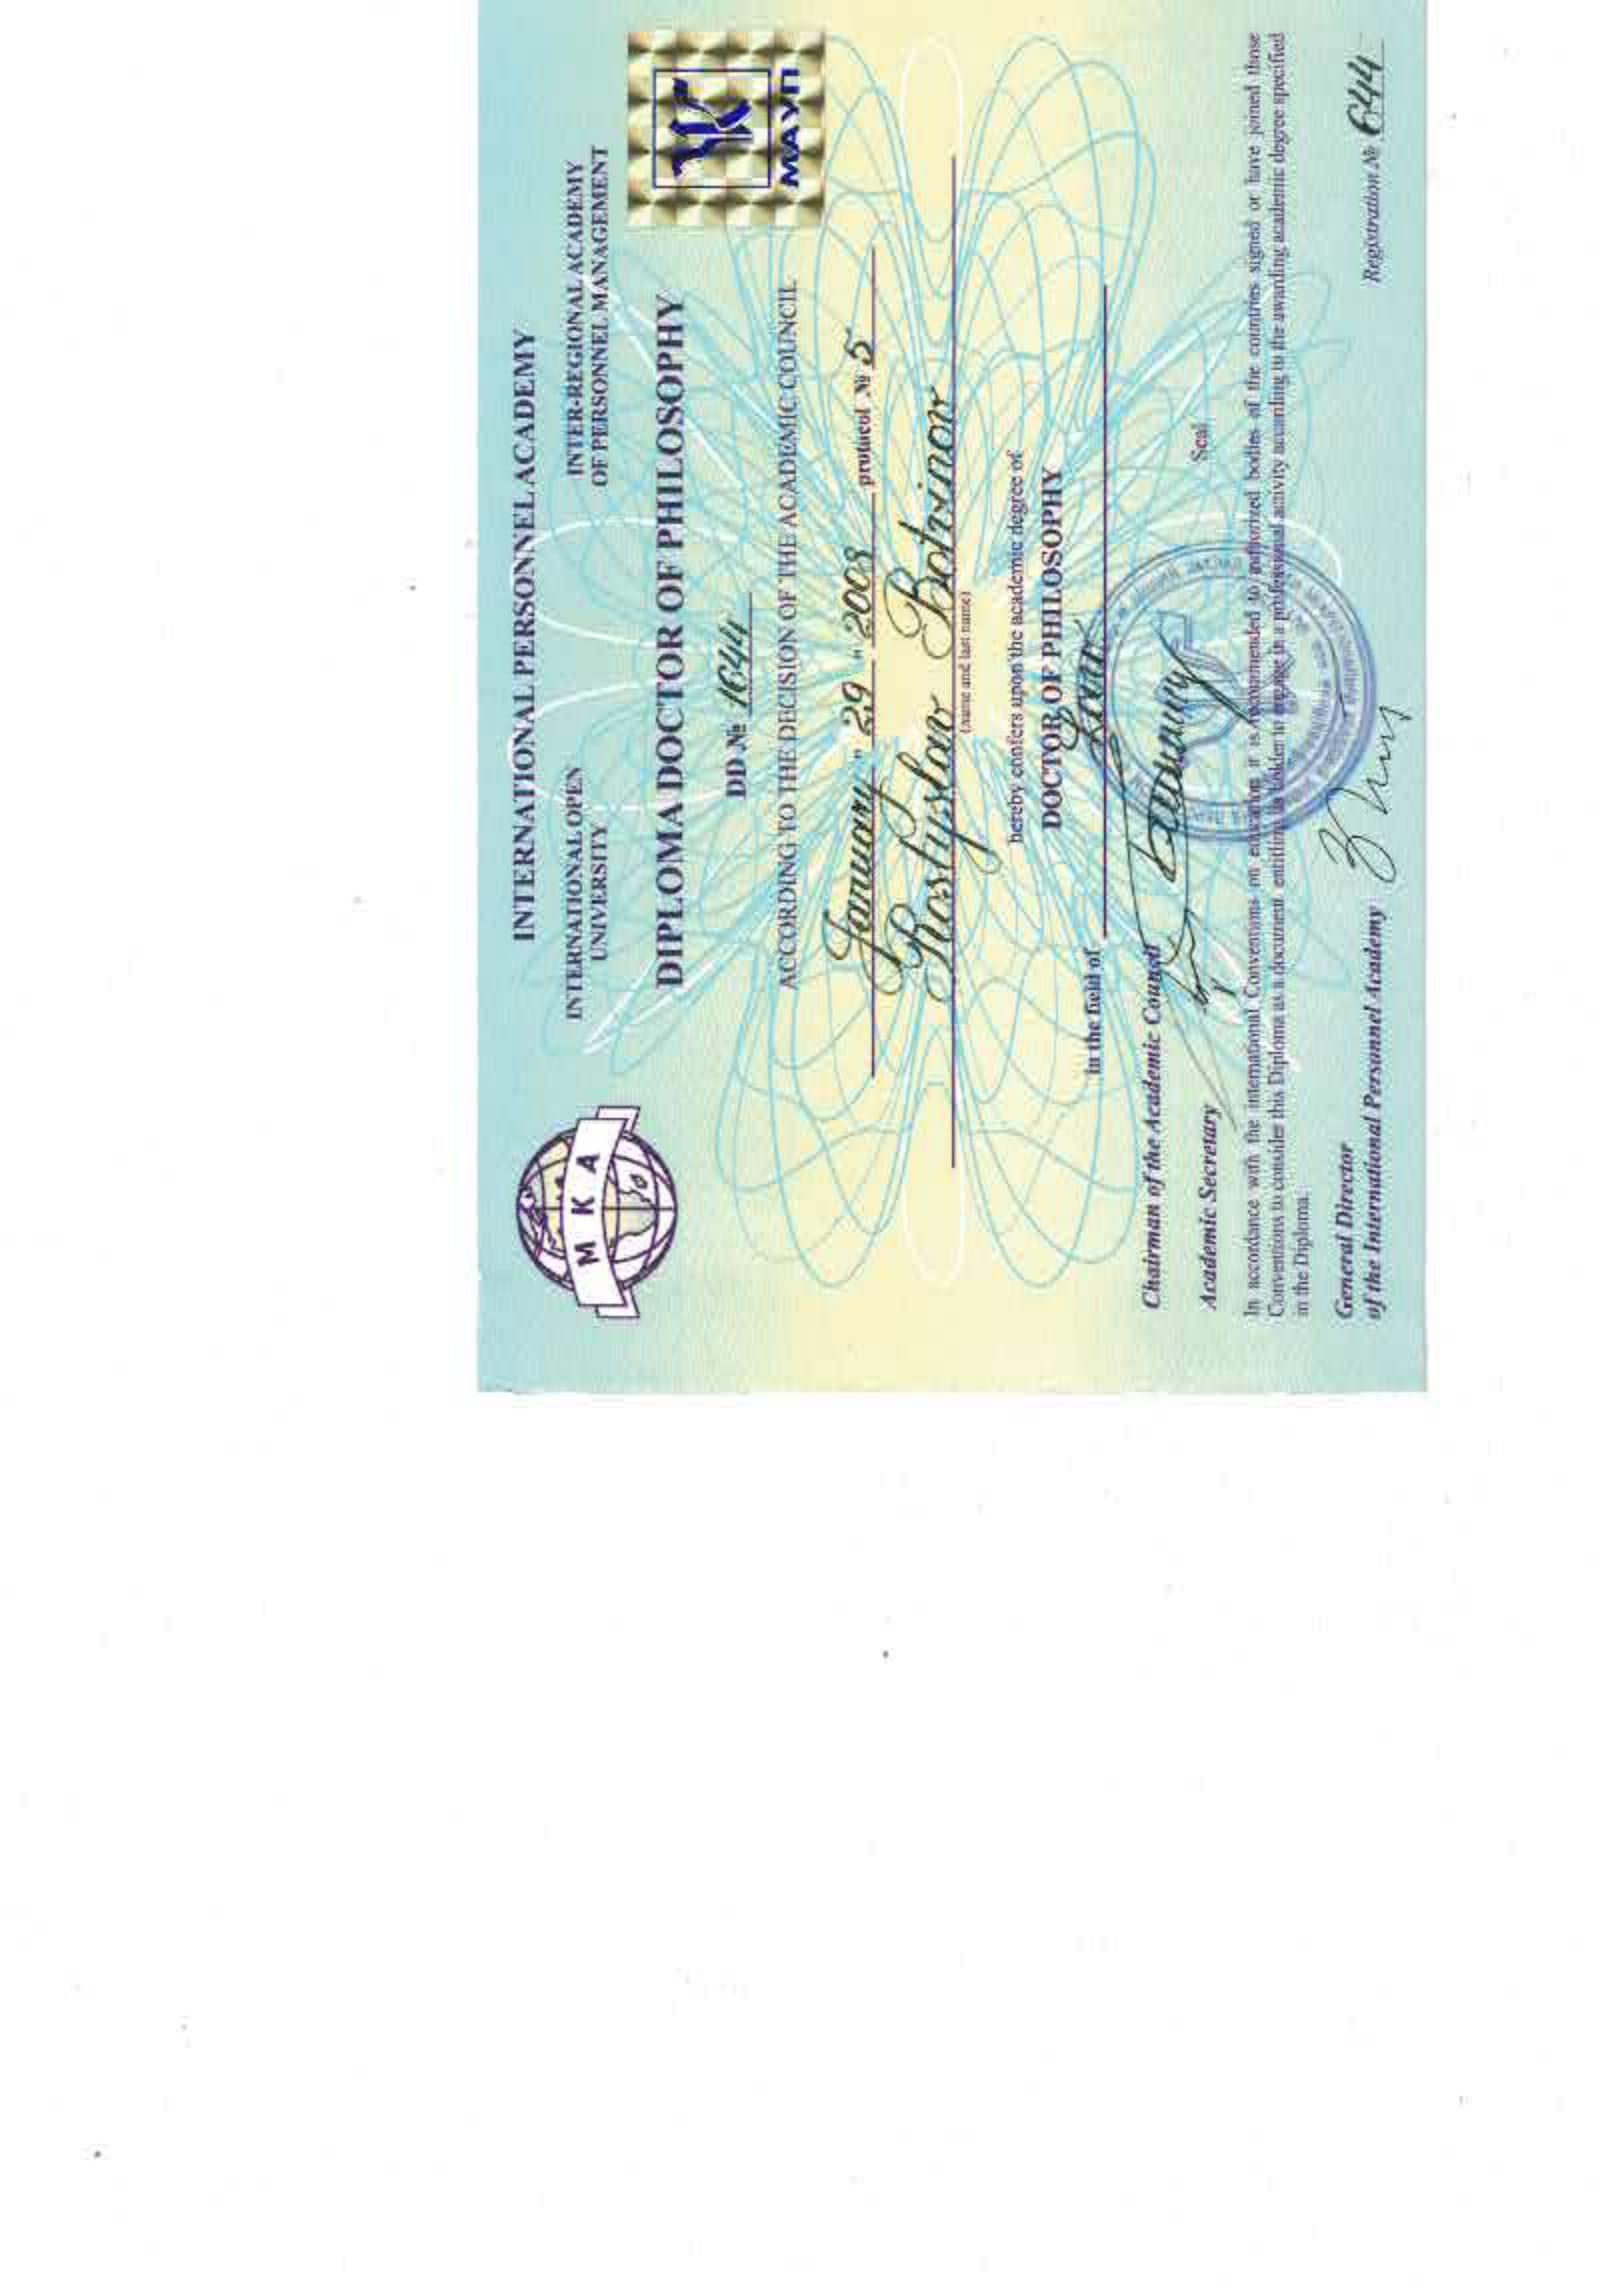 INTERNATIONAL PERSONNEL ACADEMY
М К А
INTERNATIONAL OPEN
UNIVERSITY
INTER-REGIONAL ACADEMY
OF PERSONNEL MANAGEMENT
DIPLOMA DOCTOR OF PHILOSOPHY
МАУП
DD № 1644
ACCORDING TO THE DECISION OF THE ACADEMIC COUNCIL
January "29" 2008 protocol № 5
Rostyslav Botvinov
(name and last name)
hereby confers upon the academic degree of
DOCTOR OF PHILOSOPHY
in the field of Law
Chairman of the Academic Council
Academic Secretary
Seal
In accordance with the international Conventions on education it is recommended to authorized bodies of the countries signed or have joined those
Conventions to consider this Diploma as a document entitling its holder to engage in a professional activity according to the awarding academic degree specified
in the Diploma.
General Director
of the International Personnel Academy
Registration № 644